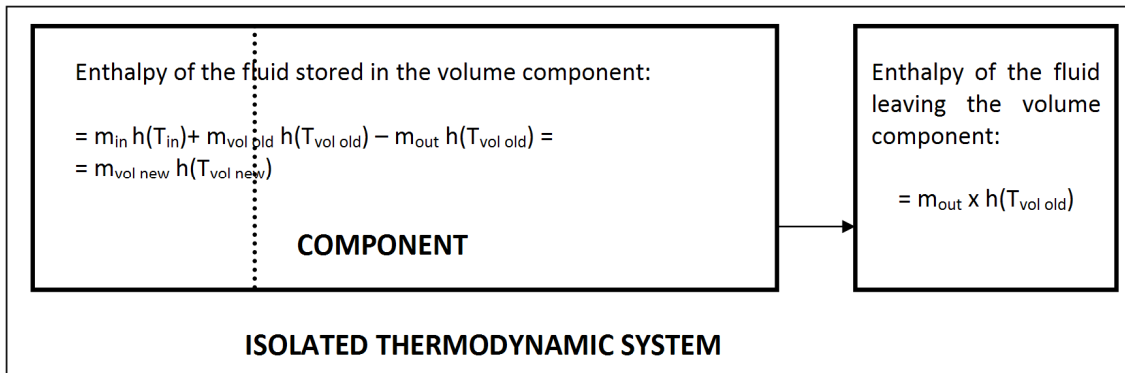 Enthalpy of the fluid stored in the volume component:
= m_in h(T_in)+ m_vol old h(T_vol old) – m_out h(T_vol old) =
= m_vol new h(T_vol new)
COMPONENT
Enthalpy of the fluid
leaving the volume
component:
= m_out x h(T_vol old)
ISOLATED THERMODYNAMIC SYSTEM